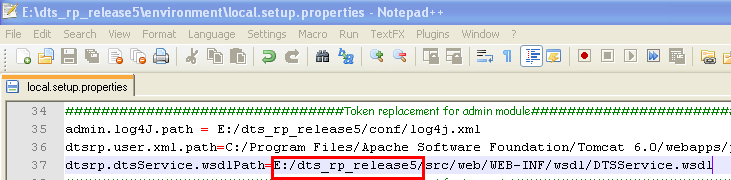 E:\dts_rp_release5\environment\local.setup.properties - Notepad++
File Edit Search View Encoding Language Settings Macro Run TextFX Plugins Window ?
local.setup.properties
34 ################################Token replacement for admin module##########################
35 admin.log4J.path = E:/dts_rp_release5/conf/log4j.xml
36 dtsrp.user.xml.path=C:/Program Files/Apache Software Foundation/Tomcat 6.0/webapps/
37 dtsrp.dtsService.wsdlPath=E:/dts_rp_release5/src/web/WEB-INF/wsdl/DTSService.wsdl